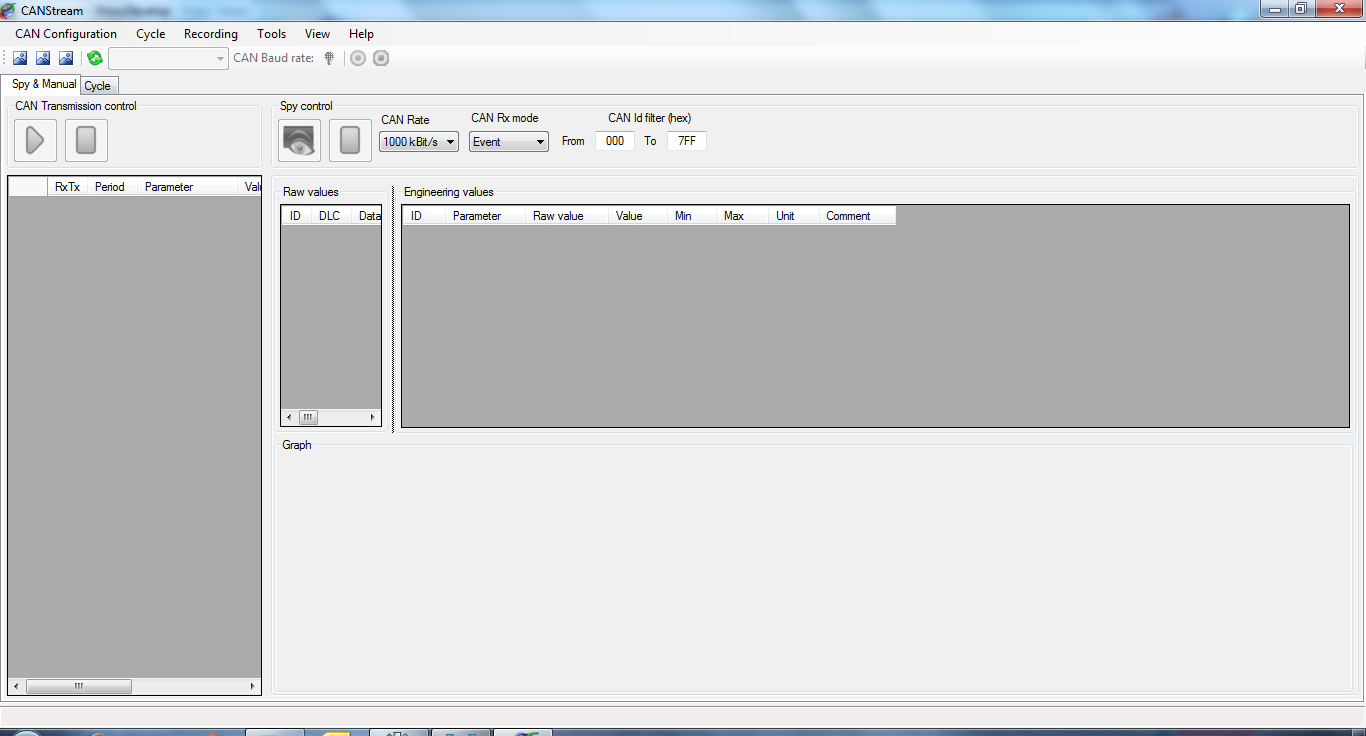 CANStream
CAN Configuration Cycle Recording Tools View Help
CAN Baud rate:
Spy & Manual Cycle
CAN Transmission control
Spy control
CAN Rate CAN Rx mode CAN Id filter (hex)
1000 kBit/s Event From 000 To 7FF
RxTx Period Parameter
Raw values
ID DLC Data
Engineering values
ID Parameter Raw value Value Min Max Unit Comment
Graph